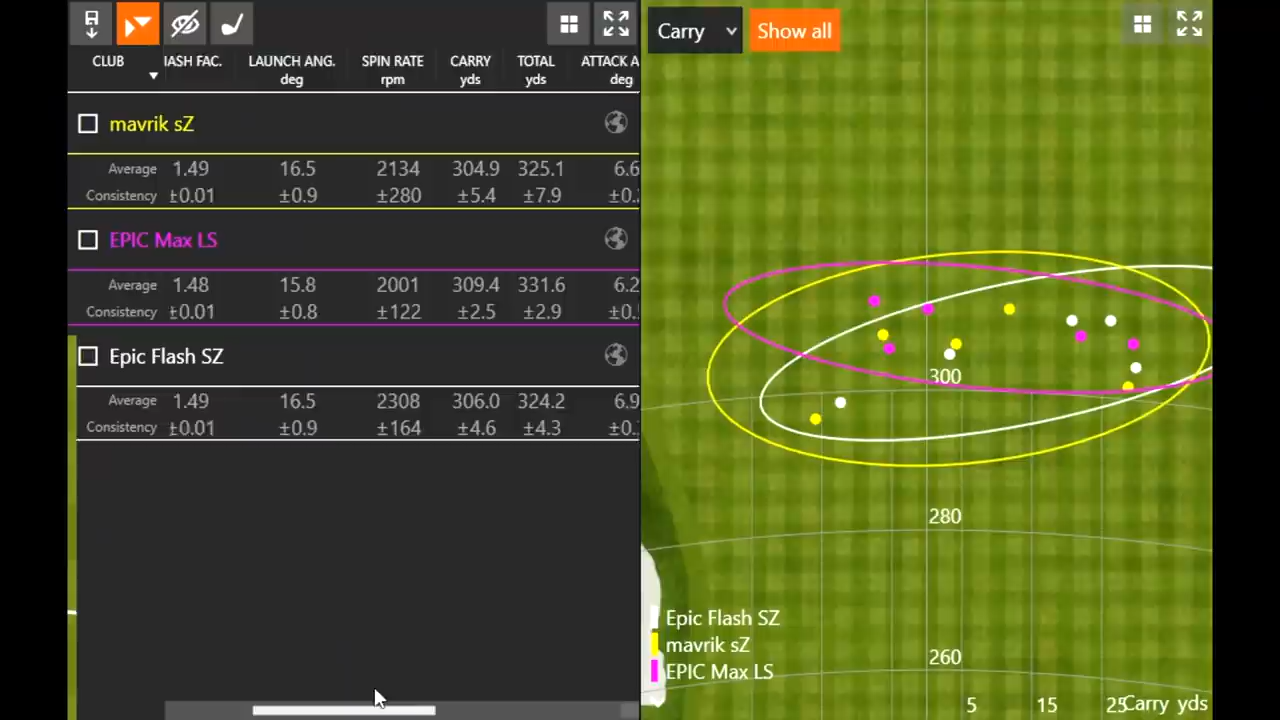 CLUB IASH FAC. LAUNCH ANG. SPIN RATE CARRY TOTAL ATTACK A
deg rpm yds yds deg
mavrik sZ
Average 1.49 16.5 2134 304.9 325.1 6.6
Consistency ±0.01 ±0.9 ±280 ±5.4 ±7.9 ±0.
EPIC Max LS
Average 1.48 15.8 2001 309.4 331.6 6.2
Consistency ±0.01 ±0.8 ±122 ±2.5 ±2.9 ±0.
Epic Flash SZ
Average 1.49 16.5 2308 306.0 324.2 6.9
Consistency ±0.01 ±0.9 ±164 ±4.6 ±4.3 ±0.
Carry Show all
300
280
Epic Flash SZ
mavrik sZ
260
EPIC Max LS
5 15 25 Carry yds